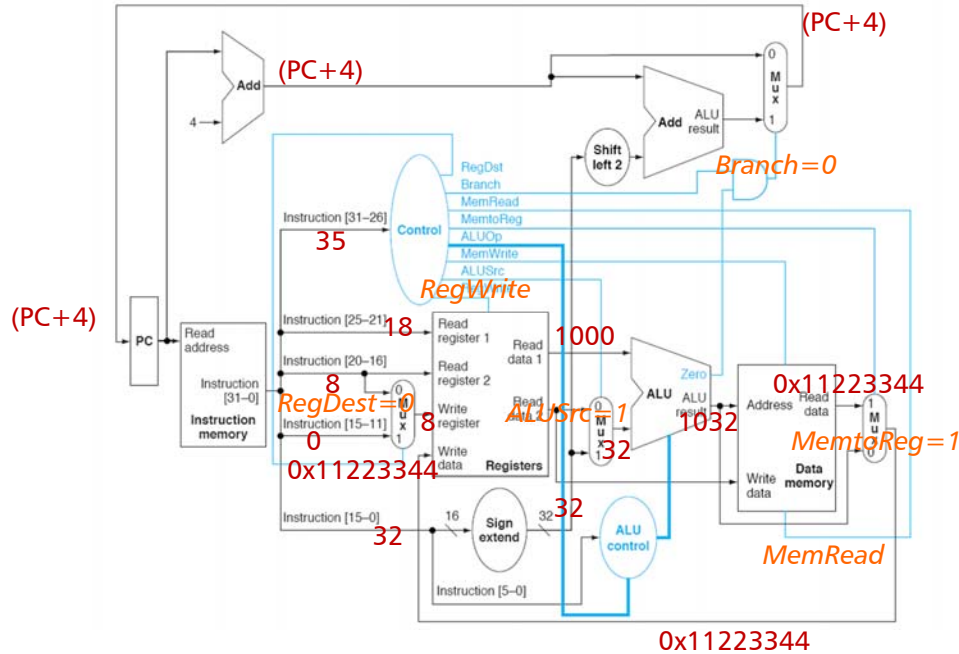 (PC+4)
(PC+4)
Add
4
0
M
u
x
1
Add
ALU
result
Shift
left 2
Branch=0
RegDst
Branch
MemRead
MemtoReg
ALUOp
MemWrite
ALUSrc
RegWrite
Control
Instruction [31–26]
35
(PC+4)
PC
Read
address
Instruction
[31–0]
Instruction
memory
Instruction [25–21]
18
Instruction [20–16]
8
RegDest=0
0
M
u
x
1
8
Instruction [15–11]
0
0x11223344
Read
register 1
Read
register 2
Write
register
Write
data
Read
data 1
Read
data 2
Registers
1000
ALUSrc=1
0
M
u
x
1
32
Zero
ALU
ALU
result
1032
0x11223344
Address
Read
data
Write
data
Data
memory
1
M
u
x
0
MemtoReg=1
MemRead
Instruction [15–0]
32
16
Sign
extend
32
32
ALU
control
Instruction [5–0]
0x11223344